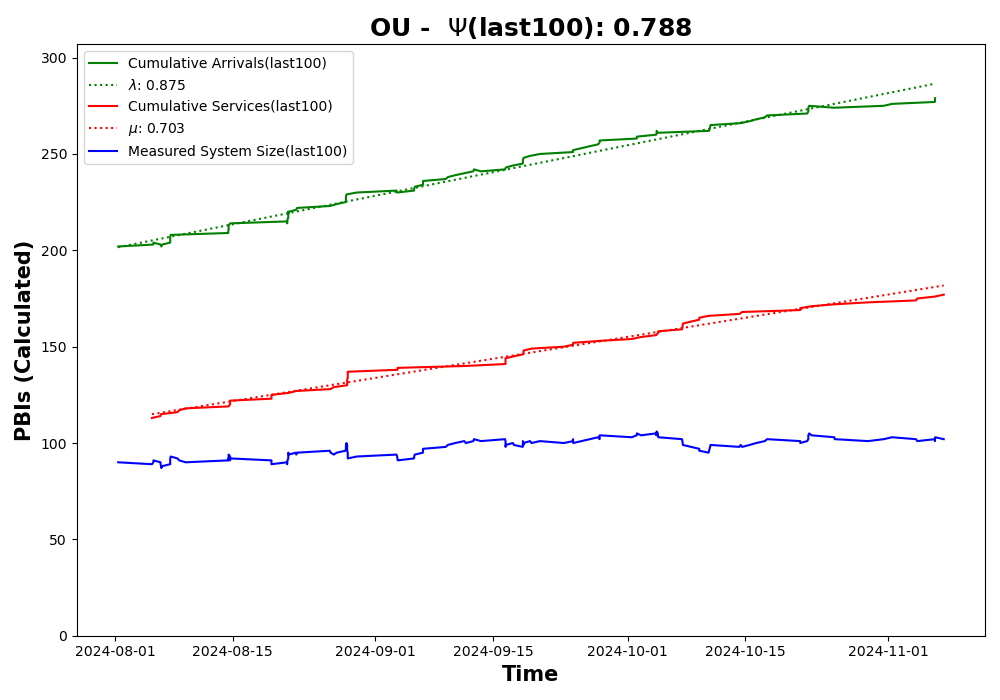 OU -  Ψ(last100): 0.788
Cumulative Arrivals(last100)
λ: 0.875
Cumulative Services(last100)
μ: 0.703
Measured System Size(last100)
PBIs (Calculated)
300
250
200
150
100
50
0
2024-08-01 2024-08-15 2024-09-01 2024-09-15 2024-10-01 2024-10-15 2024-11-01
Time